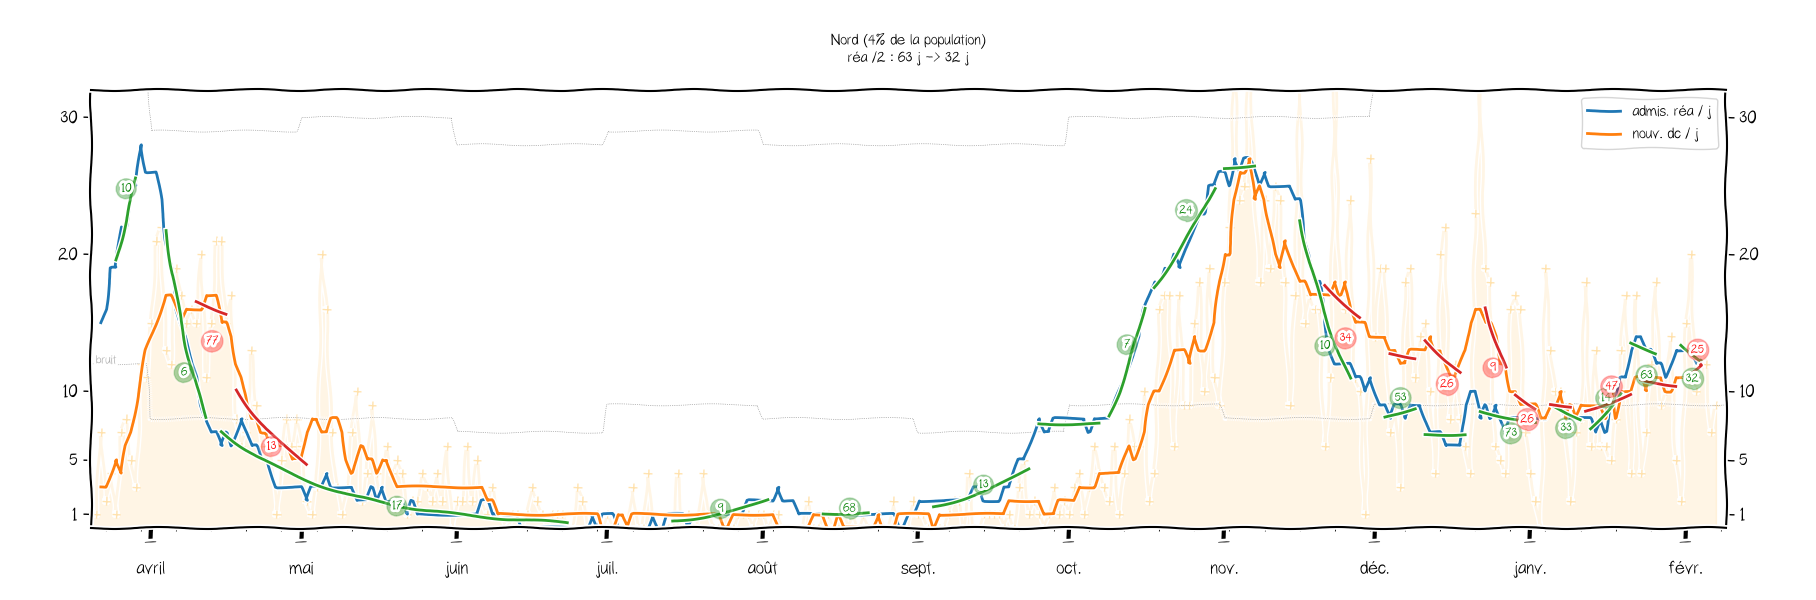 Nord (4% de la population)
réa /2 : 63 j -> 32 j
30
20
10
5
1
bruit
10
6
77
13
17
9
68
13
7
24
10
34
53
26
9
73
26
33
47
63
25
32
admis. réa / j
nouv. dc / j
30
20
10
5
1
avril
mai
juin
juil.
août
sept.
oct.
nov.
déc.
janv.
févr.